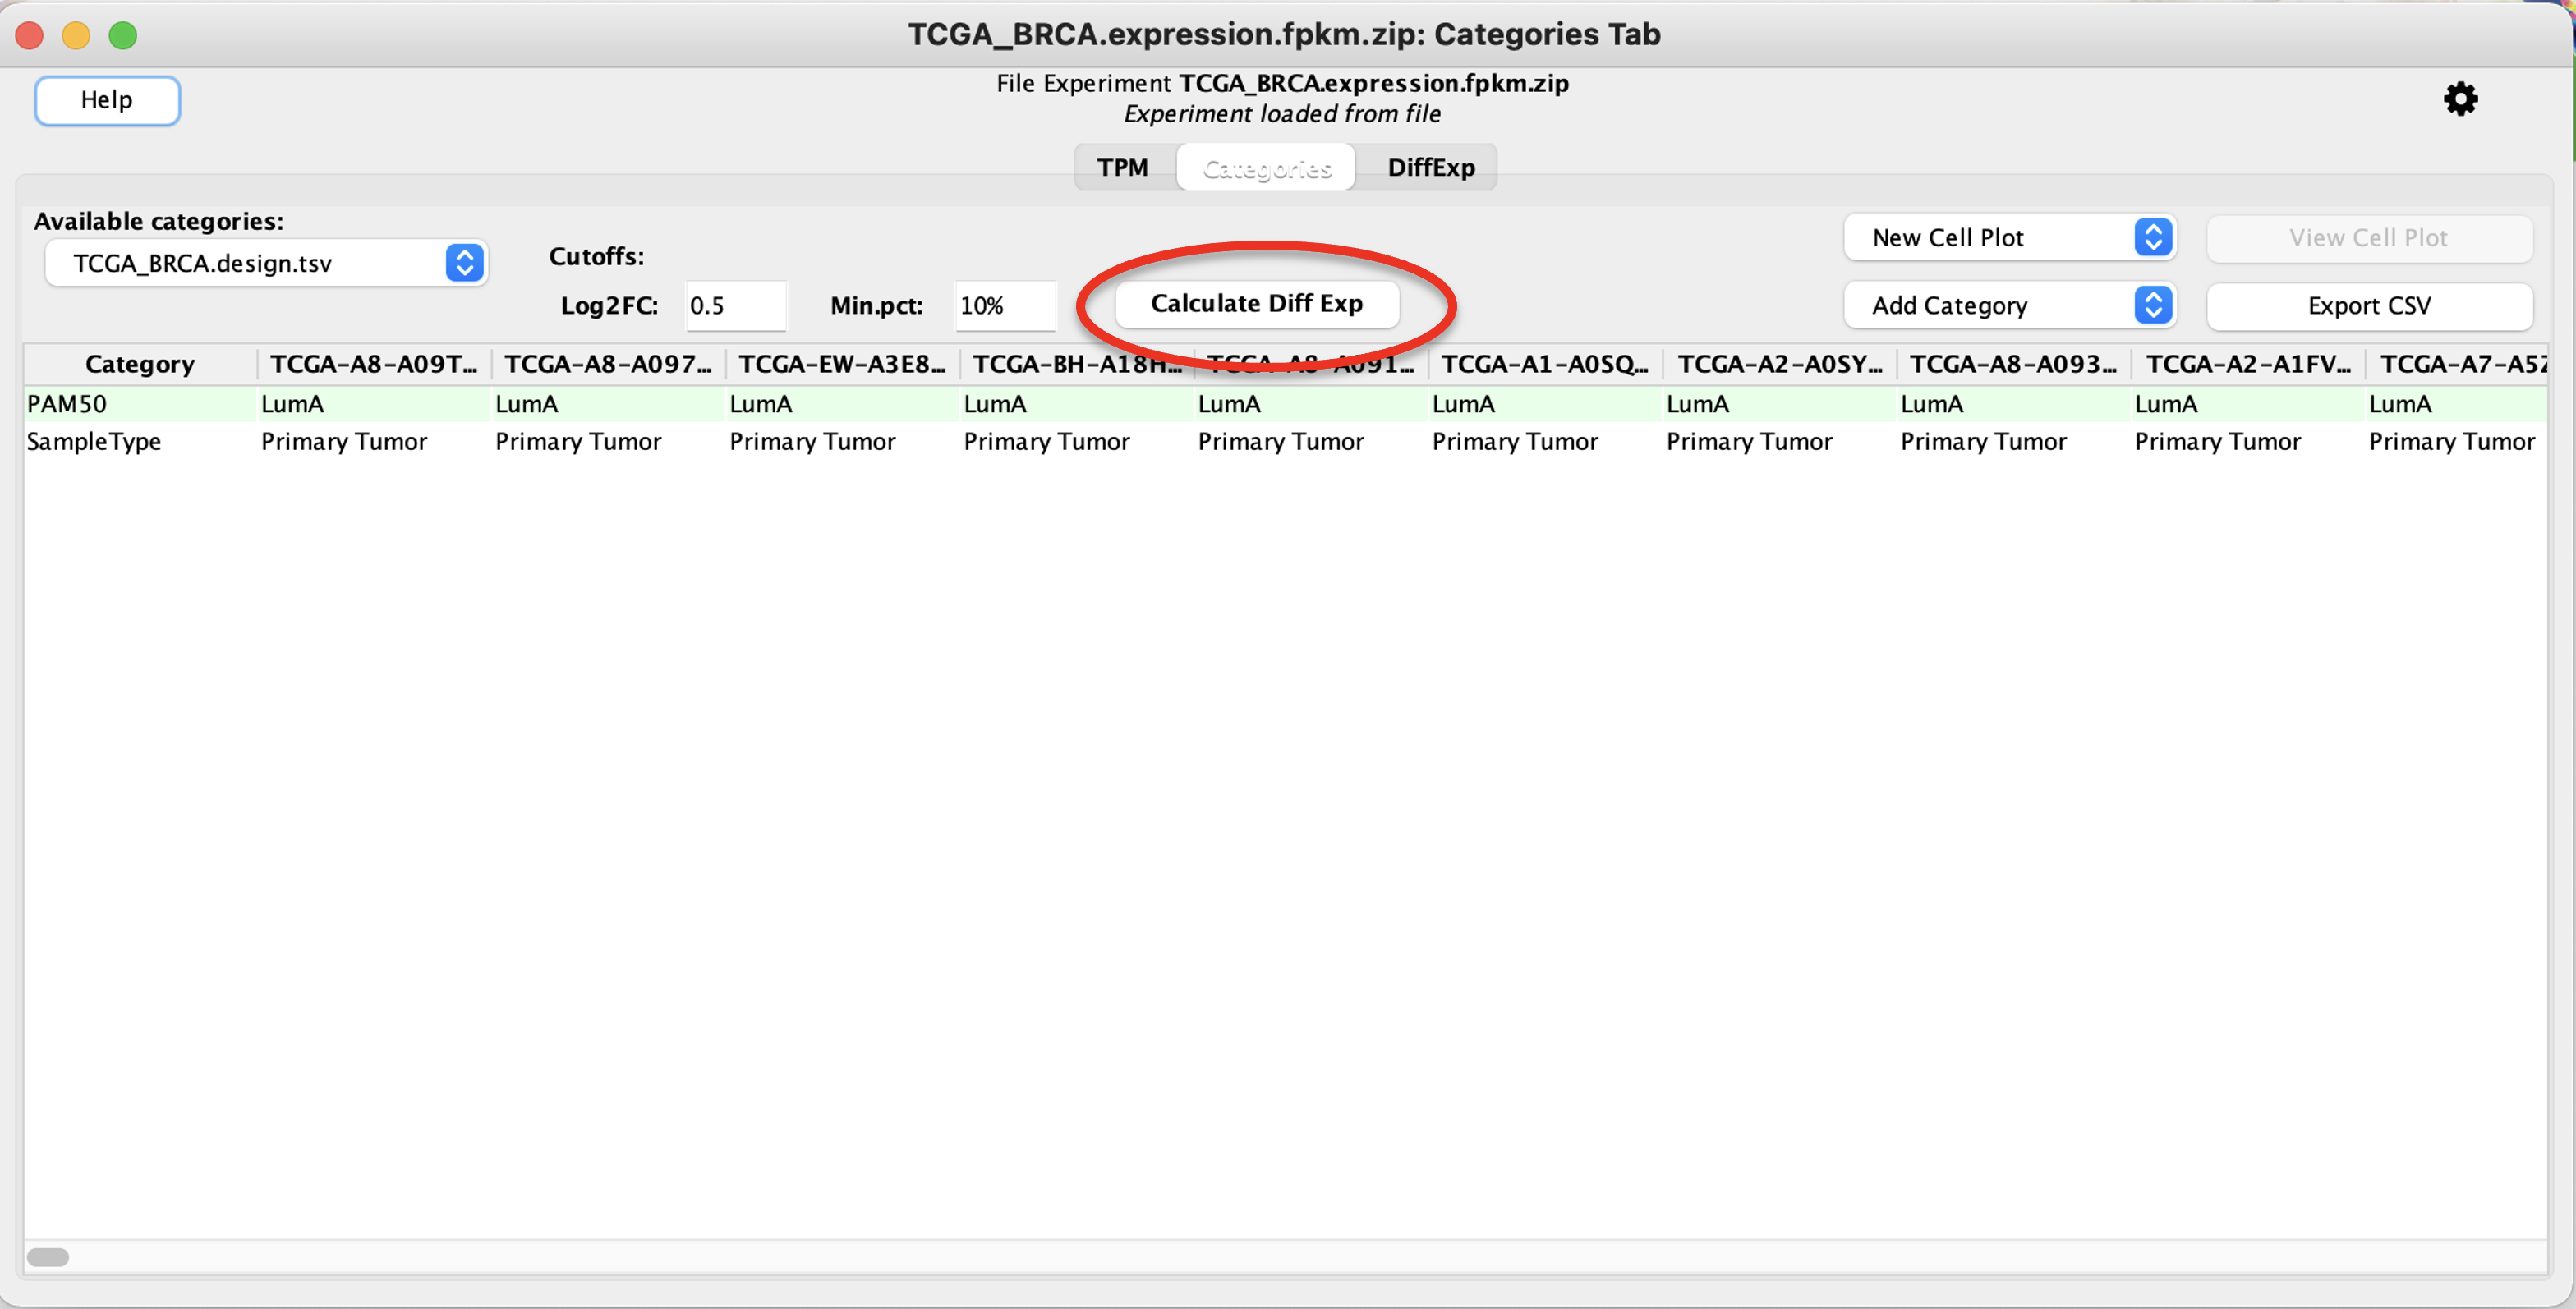 TCGA_BRCA.expression.fpkm.zip: Categories Tab
Help
File Experiment TCGA_BRCA.expression.fpkm.zip
Experiment loaded from file
TPM Categories DiffExp
Available categories:
TCGA_BRCA.design.tsv
Cutoffs:
Log2FC: 0.5 Min.pct: 10% Calculate Diff Exp
New Cell Plot View Cell Plot
Add Category Export CSV
Category TCGA-A8-A09T... TCGA-A8-A097... TCGA-EW-A3E8... TCGA-BH-A18H... TCGA-A8-A091... TCGA-A1-A0SQ... TCGA-A2-A0SY... TCGA-A8-A093... TCGA-A2-A1FV... TCGA-A7-A5Z
PAM50 LumA LumA LumA LumA LumA LumA LumA LumA LumA LumA
SampleType Primary Tumor Primary Tumor Primary Tumor Primary Tumor Primary Tumor Primary Tumor Primary Tumor Primary Tumor Primary Tumor Primary Tumor